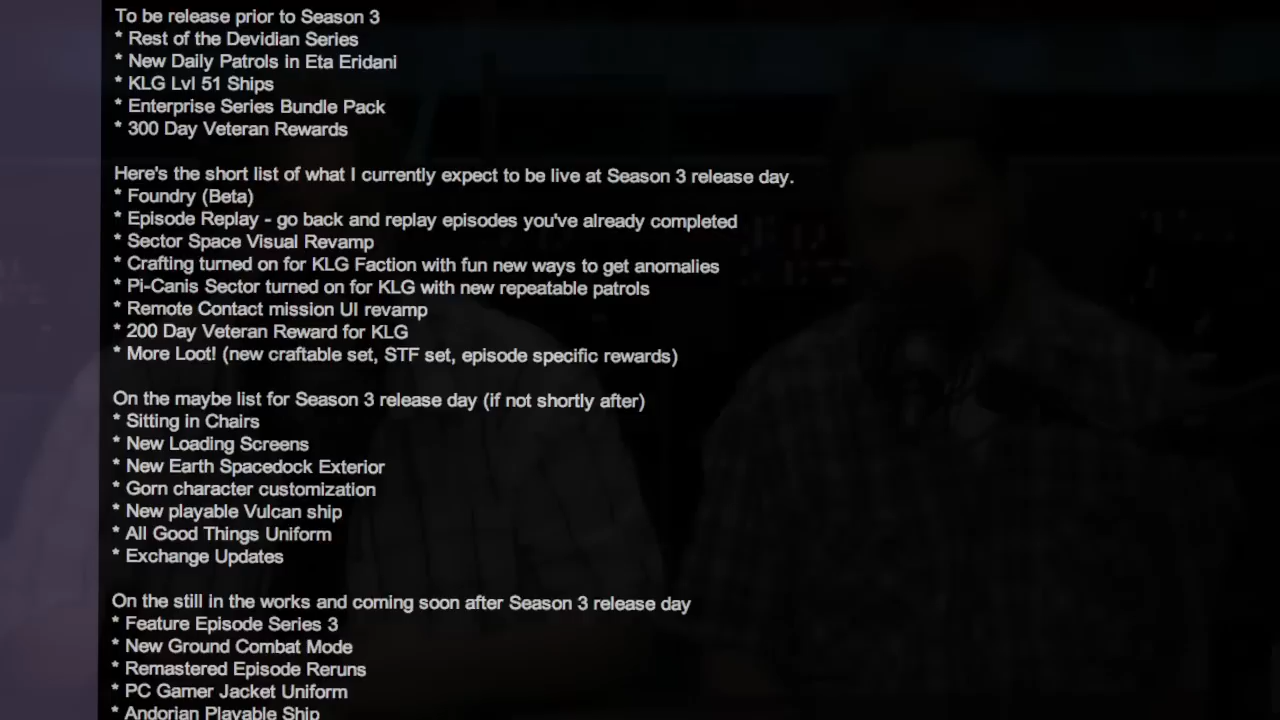 To be release prior to Season 3
* Rest of the Devidian Series
* New Daily Patrols in Eta Eridani
* KLG Lvl 51 Ships
* Enterprise Series Bundle Pack
* 300 Day Veteran Rewards
Here's the short list of what I currently expect to be live at Season 3 release day.
* Foundry (Beta)
* Episode Replay - go back and replay episodes you've already completed
* Sector Space Visual Revamp
* Crafting turned on for KLG Faction with fun new ways to get anomalies
* Pi-Canis Sector turned on for KLG with new repeatable patrols
* Remote Contact mission UI revamp
* 200 Day Veteran Reward for KLG
* More Loot! (new craftable set, STF set, episode specific rewards)
On the maybe list for Season 3 release day (if not shortly after)
* Sitting in Chairs
* New Loading Screens
* New Earth Spacedock Exterior
* Gorn character customization
* New playable Vulcan ship
* All Good Things Uniform
* Exchange Updates
On the still in the works and coming soon after Season 3 release day
* Feature Episode Series 3
* New Ground Combat Mode
* Remastered Episode Reruns
* PC Gamer Jacket Uniform
* Andorian Playable Ship